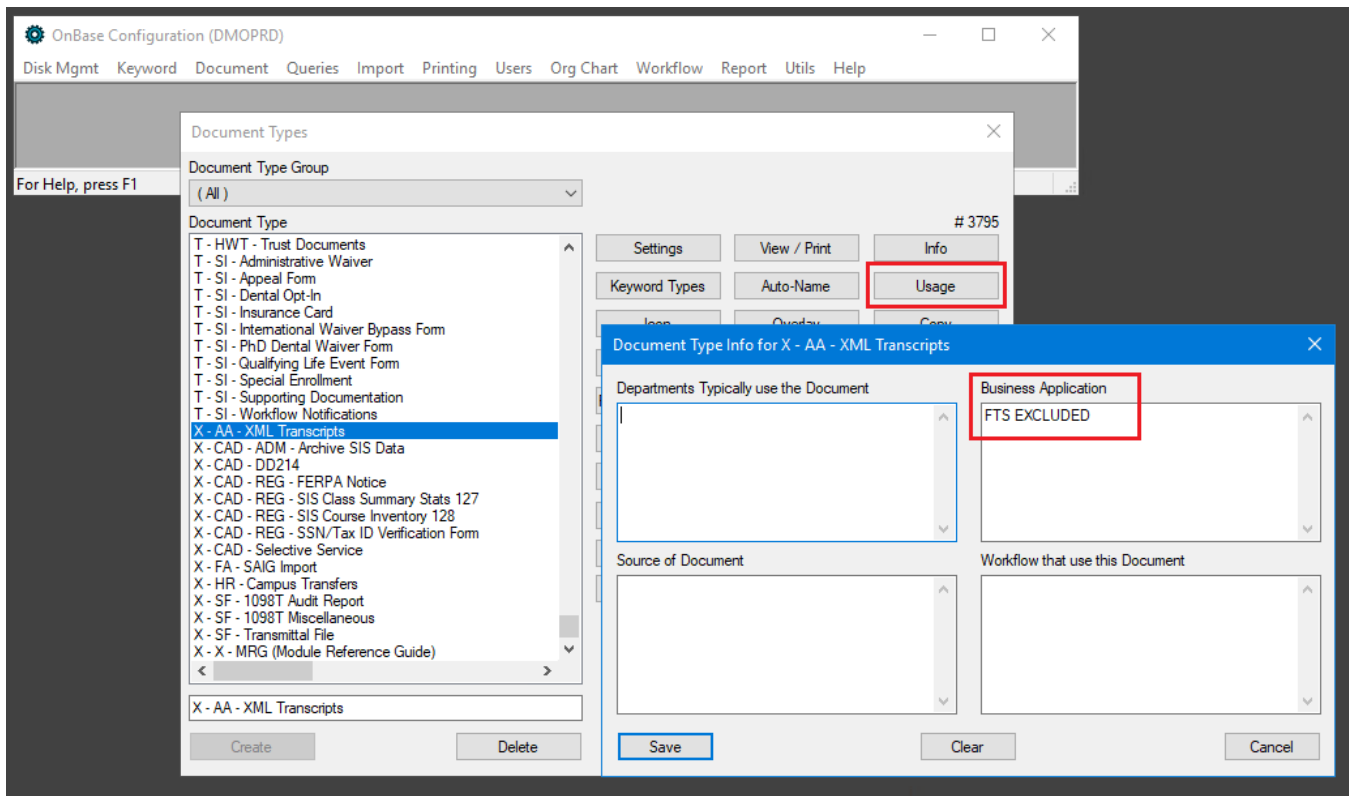 OnBase Configuration (DMOPRD)
Disk Mgmt Keyword Document Queries Import Printing Users Org Chart Workflow Report Utils Help
Document Types
Document Type Group
For Help, press F1
( All )
Document Type
# 3795
T - HWT - Trust Documents
T - SI - Administrative Waiver
T - SI - Appeal Form
T - SI - Dental Opt-In
T - SI - Insurance Card
T - SI - International Waiver Bypass Form
T - SI - PhD Dental Waiver Form
T - SI - Qualifying Life Event Form
T - SI - Special Enrollment
T - SI - Supporting Documentation
T - SI - Workflow Notifications
X - AA - XML Transcripts
X - CAD - ADM - Archive SIS Data
X - CAD - DD214
X - CAD - REG - FERPA Notice
X - CAD - REG - SIS Class Summary Stats 127
X - CAD - REG - SIS Course Inventory 128
X - CAD - REG - SSN/Tax ID Verification Form
X - CAD - Selective Service
X - FA - SAIG Import
X - HR - Campus Transfers
X - SF - 1098T Audit Report
X - SF - 1098T Miscellaneous
X - SF - Transmittal File
X - X - MRG (Module Reference Guide)
X - AA - XML Transcripts
Create Delete
Settings View / Print Info
Keyword Types Auto-Name Usage
Icon Overlay Copy
Document Type Info for X - AA - XML Transcripts
Departments Typically use the Document
Business Application
FTS EXCLUDED
Source of Document
Workflow that use this Document
Save Clear Cancel